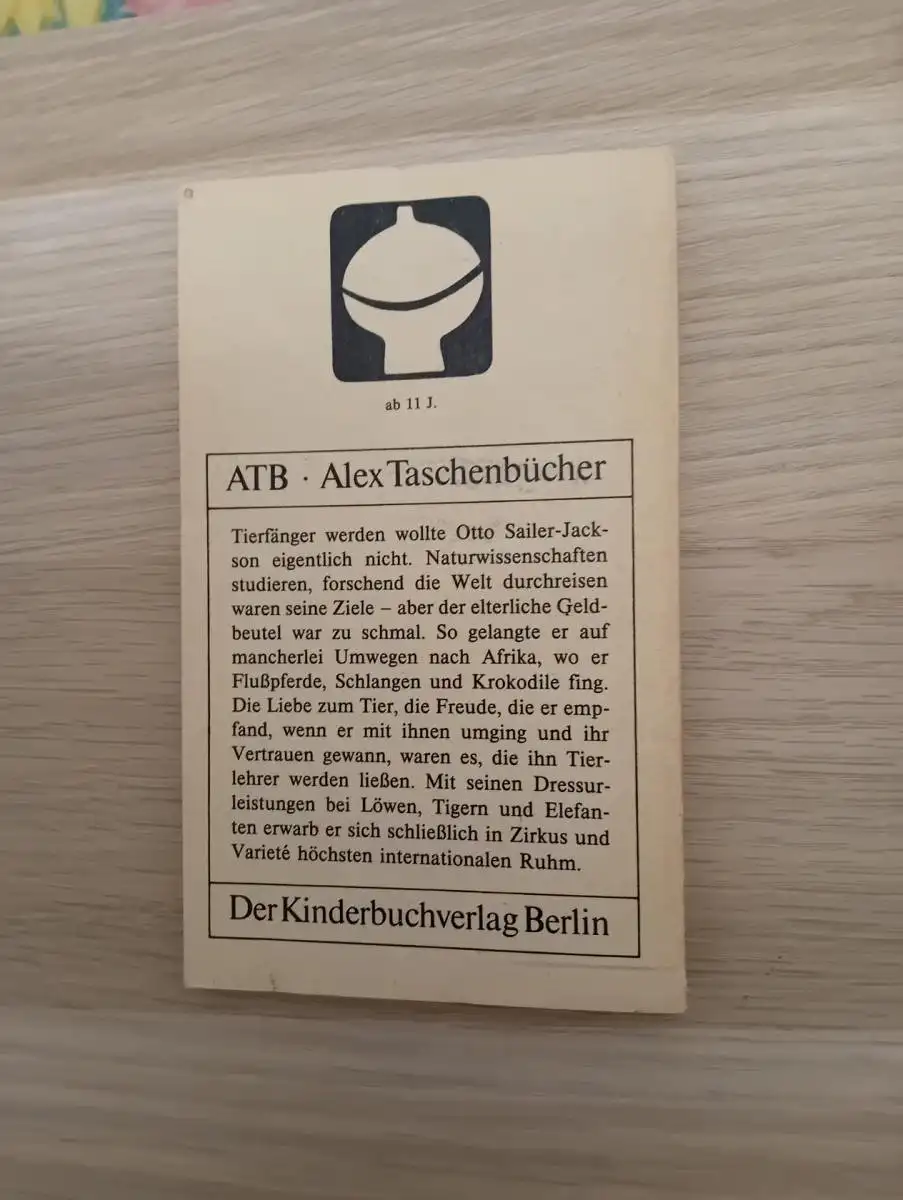 ab 11 J.
ATB · Alex Taschenbücher
Tierfänger werden wollte Otto Sailer-Jack-
son eigentlich nicht. Naturwissenschaften
studieren, forschend die Welt durchreisen
waren seine Ziele – aber der elterliche Geld-
beutel war zu schmal. So gelangte er auf
mancherlei Umwegen nach Afrika, wo er
Flußpferde, Schlangen und Krokodile fing.
Die Liebe zum Tier, die Freude, die er emp-
fand, wenn er mit ihnen umging und ihr
Vertrauen gewann, waren es, die ihn Tier-
lehrer werden ließen. Mit seinen Dressur-
leistungen bei Löwen, Tigern und Elefan-
ten erwarb er sich schließlich in Zirkus und
Varieté höchsten internationalen Ruhm.
Der Kinderbuchverlag Berlin